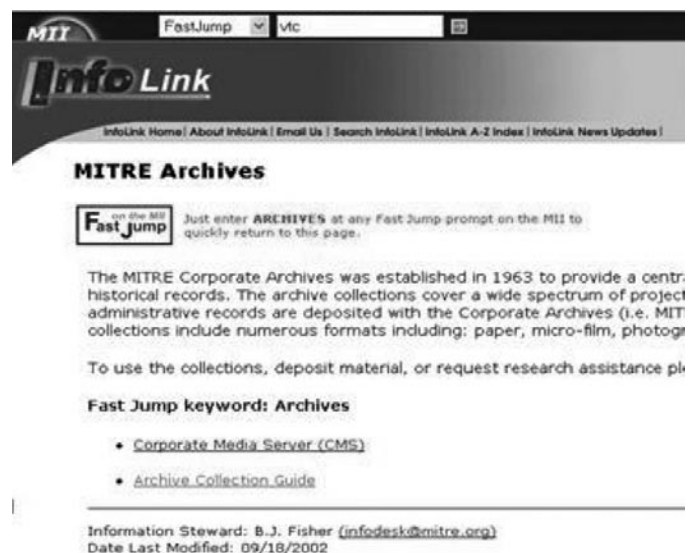 MII FastJump vtc
InfoLink
InfoLink Home | About InfoLink | Email Us | Search InfoLink | InfoLink A-Z Index | InfoLink News Updates |
MITRE Archives
on the MII
Fast Jump
Just enter ARCHIVES at any Fast Jump prompt on the MII to
quickly return to this page.
The MITRE Corporate Archives was established in 1963 to provide a centr
historical records. The archive collections cover a wide spectrum of project
administrative records are deposited with the Corporate Archives (i.e. MIT
collections include numerous formats including: paper, micro-film, photogr
To use the collections, deposit material, or request research assistance ple
Fast Jump keyword: Archives
• Corporate Media Server (CMS)
• Archive Collection Guide
Information Steward: B.J. Fisher (infodesk@mitre.org)
Date Last Modified: 09/18/2002